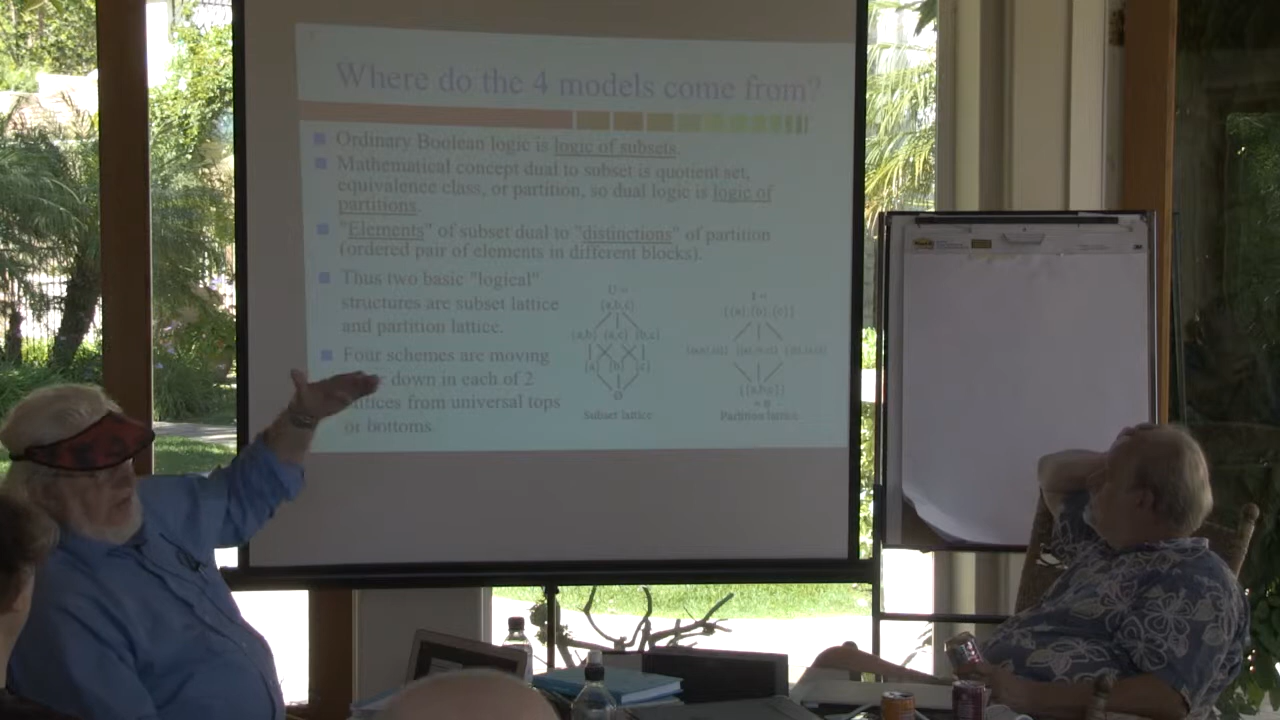 Where do the 4 models come from?
Ordinary Boolean logic is logic of subsets.
Mathematical concept dual to subset is quotient set,
equivalence class, or partition, so dual logic is logic of
partitions.
"Elements" of subset dual to "distinctions" of partition
(ordered pair of elements in different blocks).
Thus two basic "logical"
structures are subset lattice
and partition lattice.
Four schemes are moving
down in each of 2
from universal tops
or bottoms.
U =
{a,b,c}
{a,b} {a,c} {b,c}
{a} {b} {c}
Ø
Subset lattice
1 =
{{a},{b},{c}}
{{a,b,c}}
Partition lattice